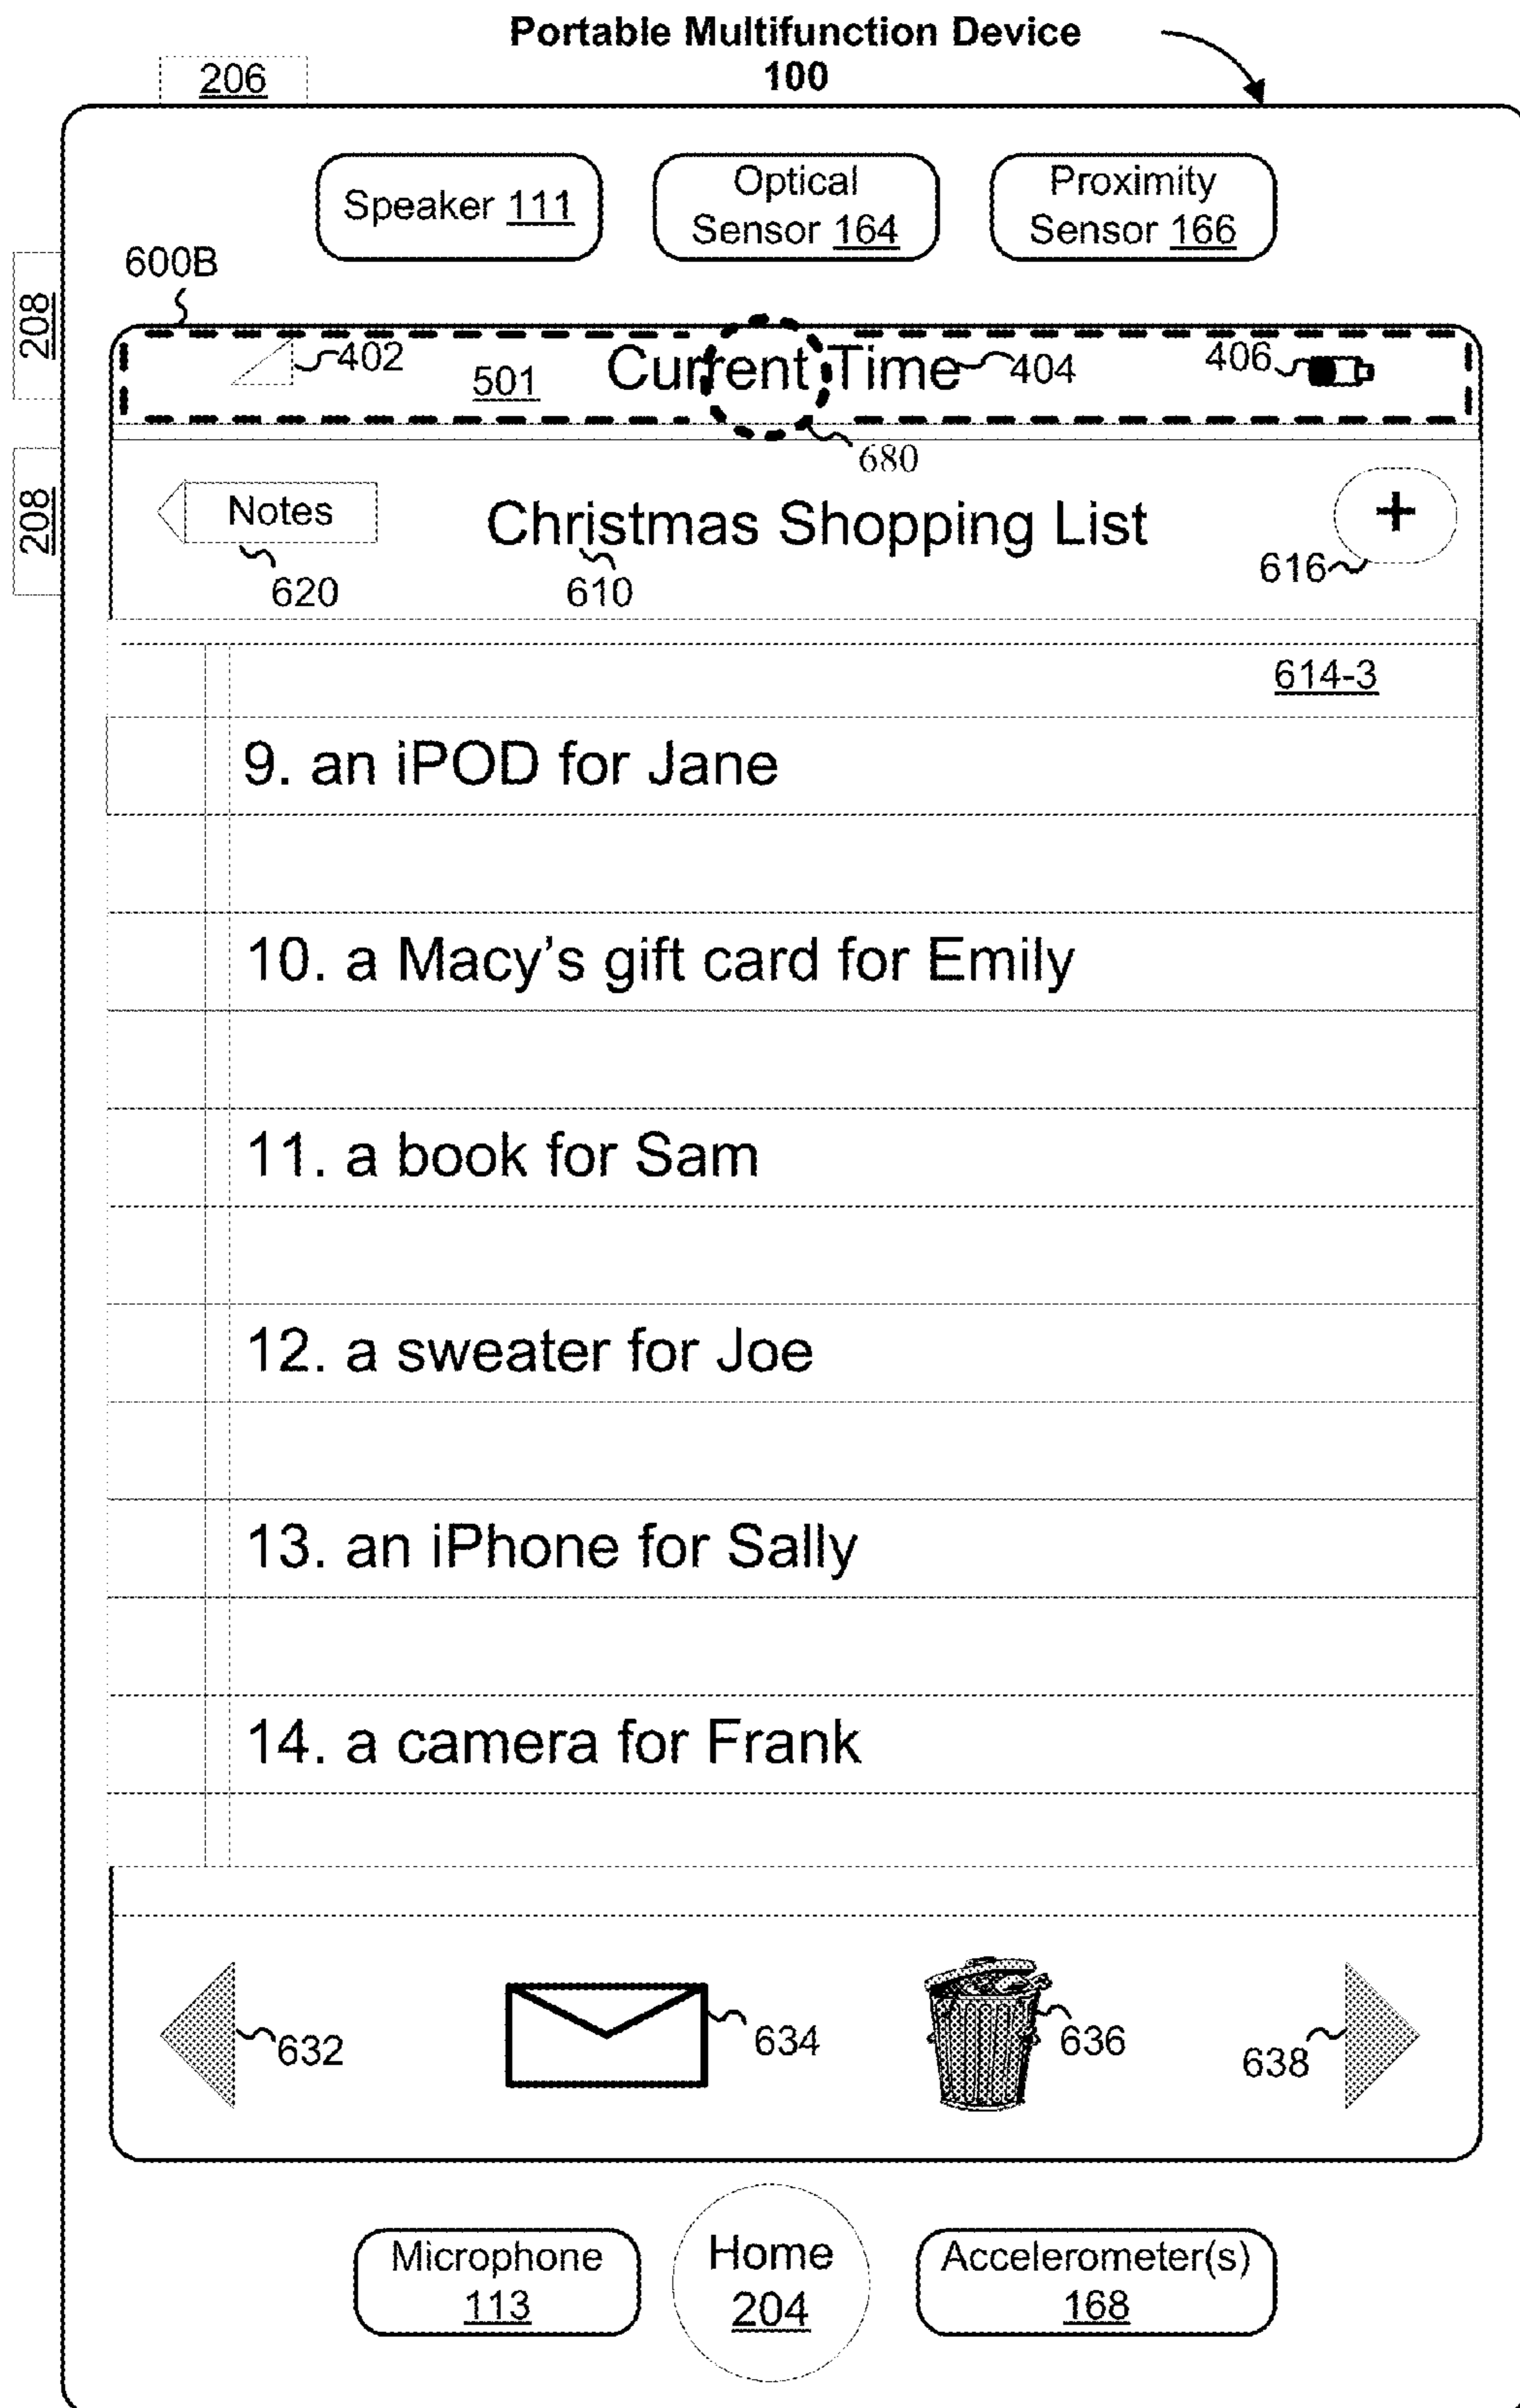 Portable Multifunction Device
100
206
Speaker 111
Optical
Sensor 164
Proximity
Sensor 166
600B
208
402
501
Current Time
404
406
680
208
Notes
Christmas Shopping List
+
616
620
610
614-3
9. an iPOD for Jane
10. a Macy's gift card for Emily
11. a book for Sam
12. a sweater for Joe
13. an iPhone for Sally
14. a camera for Frank
632
634
636
638
Microphone
113
Home
204
Accelerometer(s)
168